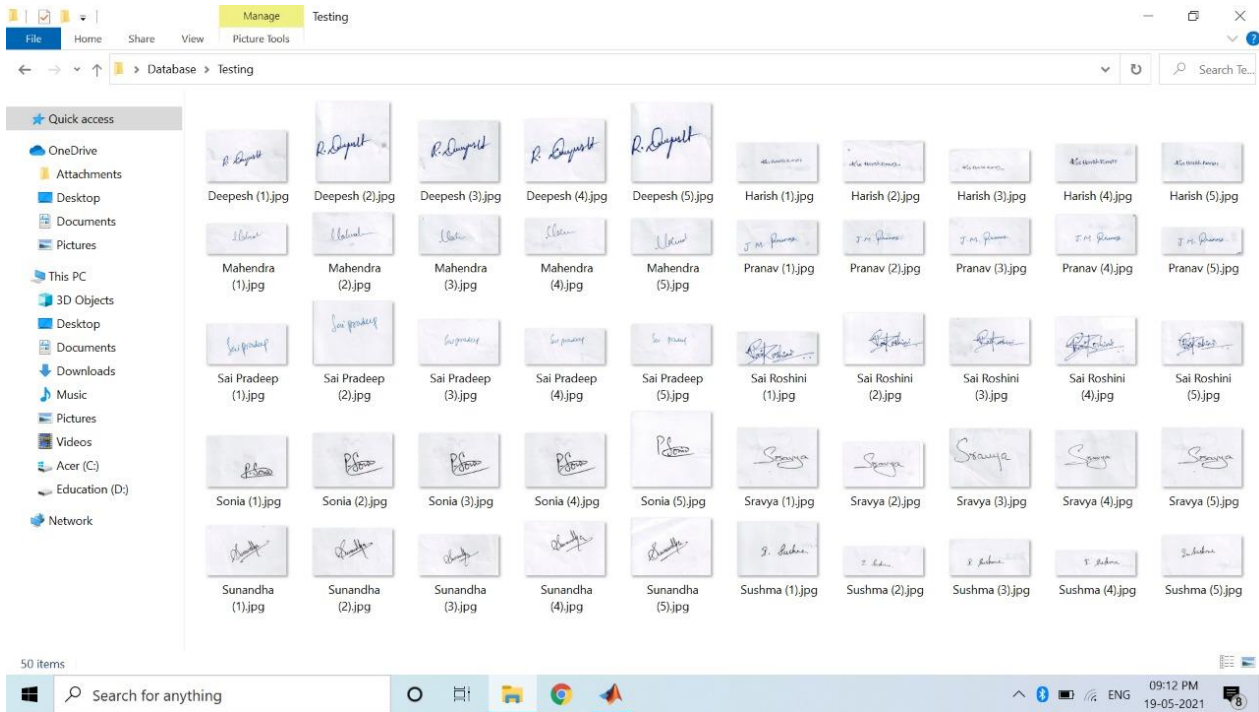 Manage
Testing
File
Home
Share
View
Picture Tools
Database > Testing
Search Te...
Quick access
OneDrive
Attachments
Desktop
Documents
Pictures
This PC
3D Objects
Desktop
Documents
Downloads
Music
Pictures
Videos
Acer (C:)
Education (D:)
Network
Deepesh (1).jpg
Deepesh (2).jpg
Deepesh (3).jpg
Deepesh (4).jpg
Deepesh (5).jpg
Harish (1).jpg
Harish (2).jpg
Harish (3).jpg
Harish (4).jpg
Harish (5).jpg
Mahendra
(1).jpg
Mahendra
(2).jpg
Mahendra
(3).jpg
Mahendra
(4).jpg
Mahendra
(5).jpg
Pranav (1).jpg
Pranav (2).jpg
Pranav (3).jpg
Pranav (4).jpg
Pranav (5).jpg
Sai pradeep
Sai Pradeep
(1).jpg
Sai Pradeep
(2).jpg
Sai Pradeep
(3).jpg
Sai Pradeep
(4).jpg
Sai Pradeep
(5).jpg
Sai Roshini
(1).jpg
Sai Roshini
(2).jpg
Sai Roshini
(3).jpg
Sai Roshini
(4).jpg
Sai Roshini
(5).jpg
P.Sonia
Sravya
Sravya
Sravya
Sravya
Sravya
Sonia (1).jpg
Sonia (2).jpg
Sonia (3).jpg
Sonia (4).jpg
Sonia (5).jpg
Sravya (1).jpg
Sravya (2).jpg
Sravya (3).jpg
Sravya (4).jpg
Sravya (5).jpg
Sunandha
(1).jpg
Sunandha
(2).jpg
Sunandha
(3).jpg
Sunandha
(4).jpg
Sunandha
(5).jpg
Sushma (1).jpg
Sushma (2).jpg
Sushma (3).jpg
Sushma (4).jpg
Sushma (5).jpg
50 items
Search for anything
ENG
09:12 PM
19-05-2021
8